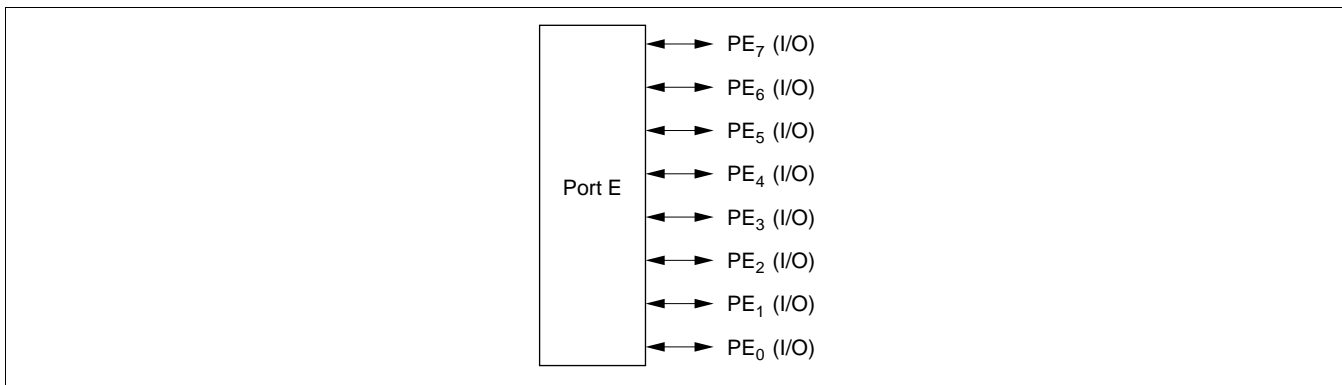 PE7 (I/O)
PE6 (I/O)
PE5 (I/O)
PE4 (I/O)
Port E
PE3 (I/O)
PE2 (I/O)
PE1 (I/O)
PE0 (I/O)